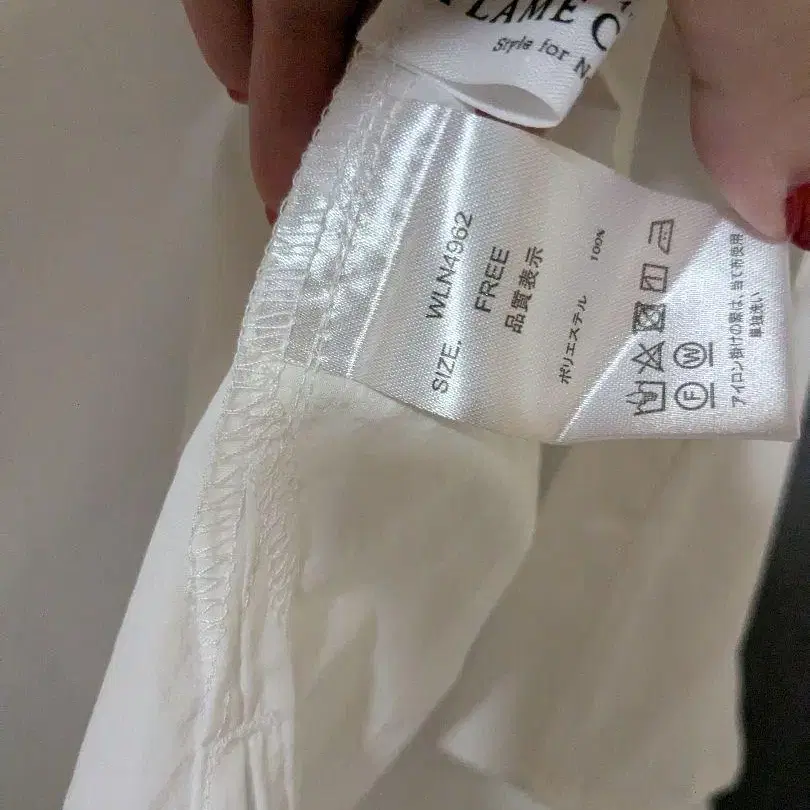 LAME
Style for N
WLN4962
SIZE. FREE
品質表示
ポリエステル 100%
F W
アイロン掛けの際は、当て布使用
単独洗い